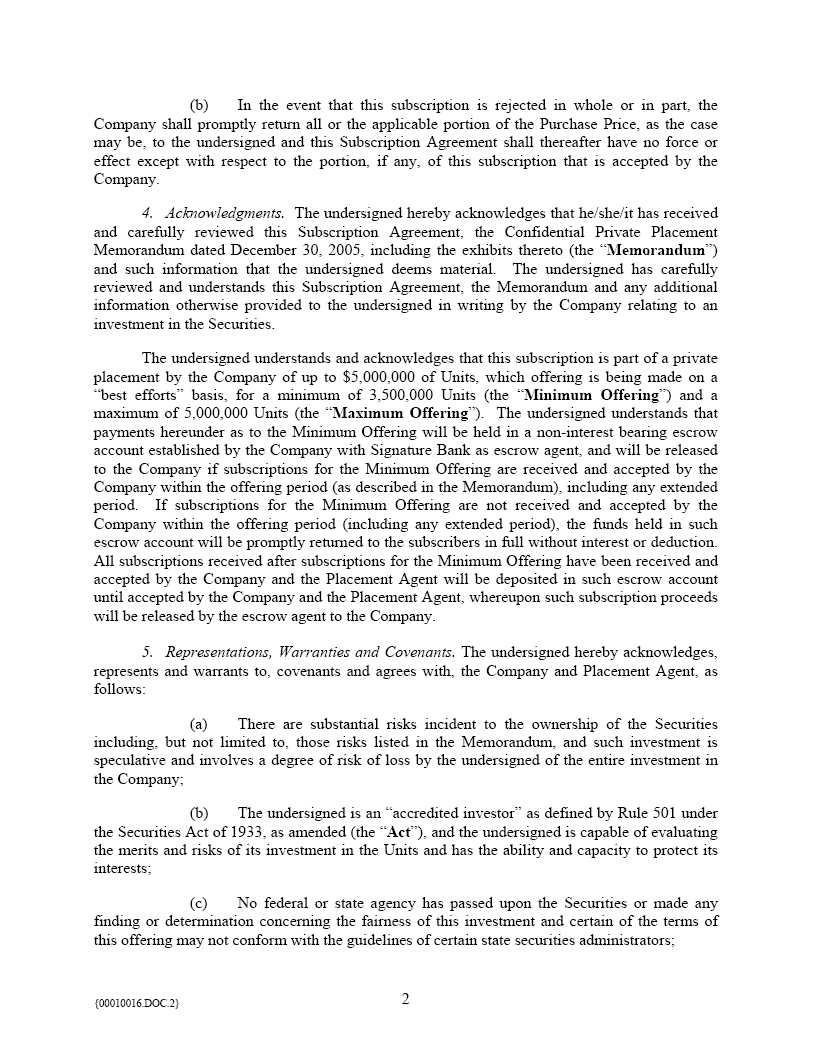 (b) In the event that this subscription is rejected in whole or in part, the
Company shall promptly return all or the applicable portion of the Purchase Price, as the case
may be, to the undersigned and this Subscription Agreement shall thereafter have no force or
effect except with respect to the portion, if any, of this subscription that is accepted by the
Company.
4. Acknowledgments. The undersigned hereby acknowledges that he/she/it has received
and carefully reviewed this Subscription Agreement, the Confidential Private Placement
Memorandum dated December 30, 2005, including the exhibits thereto (the “Memorandum”)
and such information that the undersigned deems material. The undersigned has carefully
reviewed and understands this Subscription Agreement, the Memorandum and any additional
information otherwise provided to the undersigned in writing by the Company relating to an
investment in the Securities.
The undersigned understands and acknowledges that this subscription is part of a private
placement by the Company of up to $5,000,000 of Units, which offering is being made on a
“best efforts” basis, for a minimum of 3,500,000 Units (the “Minimum Offering”) and a
maximum of 5,000,000 Units (the “Maximum Offering”). The undersigned understands that
payments hereunder as to the Minimum Offering will be held in a non-interest bearing escrow
account established by the Company with Signature Bank as escrow agent, and will be released
to the Company if subscriptions for the Minimum Offering are received and accepted by the
Company within the offering period (as described in the Memorandum), including any extended
period. If subscriptions for the Minimum Offering are not received and accepted by the
Company within the offering period (including any extended period), the funds held in such
escrow account will be promptly returned to the subscribers in full without interest or deduction.
All subscriptions received after subscriptions for the Minimum Offering have been received and
accepted by the Company and the Placement Agent will be deposited in such escrow account
until accepted by the Company and the Placement Agent, whereupon such subscription proceeds
will be released by the escrow agent to the Company.
5. Representations, Warranties and Covenants. The undersigned hereby acknowledges,
represents and warrants to, covenants and agrees with, the Company and Placement Agent, as
follows:
(a) There are substantial risks incident to the ownership of the Securities
including, but not limited to, those risks listed in the Memorandum, and such investment is
speculative and involves a degree of risk of loss by the undersigned of the entire investment in
the Company;
(b) The undersigned is an “accredited investor” as defined by Rule 501 under
the Securities Act of 1933, as amended (the “Act”), and the undersigned is capable of evaluating
the merits and risks of its investment in the Units and has the ability and capacity to protect its
interests;
(c) No federal or state agency has passed upon the Securities or made any
finding or determination concerning the fairness of this investment and certain of the terms of
this offering may not conform with the guidelines of certain state securities administrators;
{00010016.DOC.2}
2